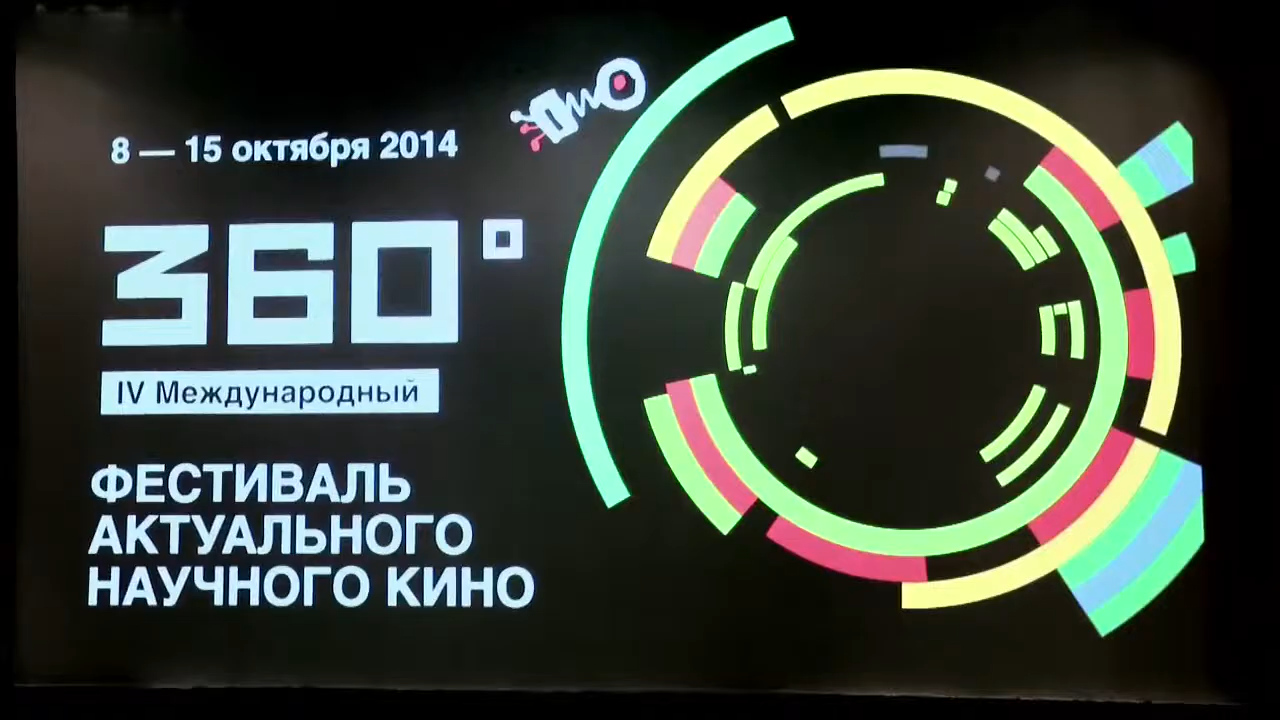 8 — 15 октября 2014
360°
IV Международный
ФЕСТИВАЛЬ
АКТУАЛЬНОГО
НАУЧНОГО КИНО